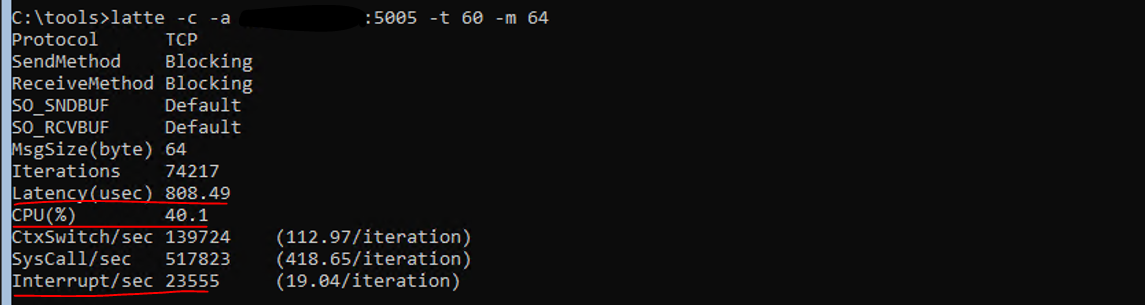 C:\tools>latte -c -a :5005 -t 60 -m 64
Protocol TCP
SendMethod Blocking
ReceiveMethod Blocking
SO_SNDBUF Default
SO_RCVBUF Default
MsgSize(byte) 64
Iterations 74217
Latency(usec) 808.49
CPU(%) 40.1
CtxSwitch/sec 139724 (112.97/iteration)
SysCall/sec 517823 (418.65/iteration)
Interrupt/sec 23555 (19.04/iteration)